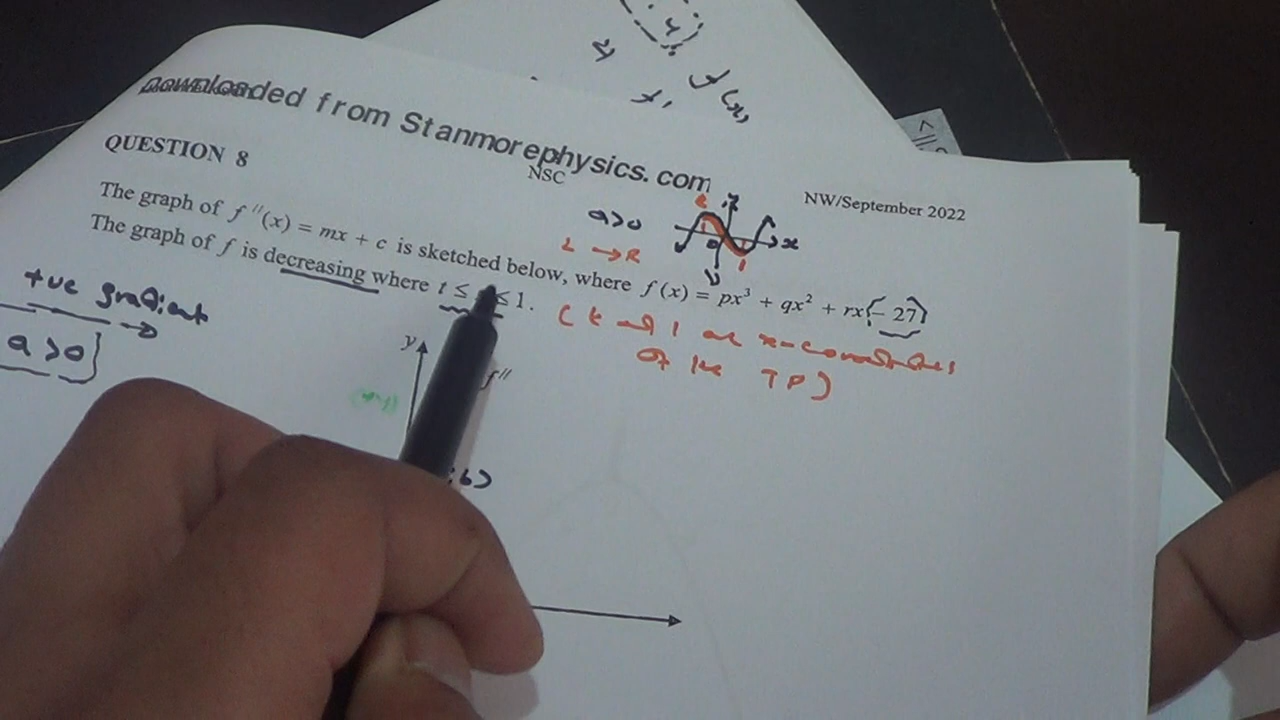 Downloaded from Stanmorephysics.com
NSC
NW/September 2022
QUESTION 8
The graph of f ''(x) = mx + c is sketched below, where f(x) = px³ + qx² + rx - 27
The graph of f is decreasing where t ≤ ≤ 1.
+ve gradient
a > 0
a > 0
L → R
x
( t and 1 are x-coordinates
of the TP )
y
f''
;6)